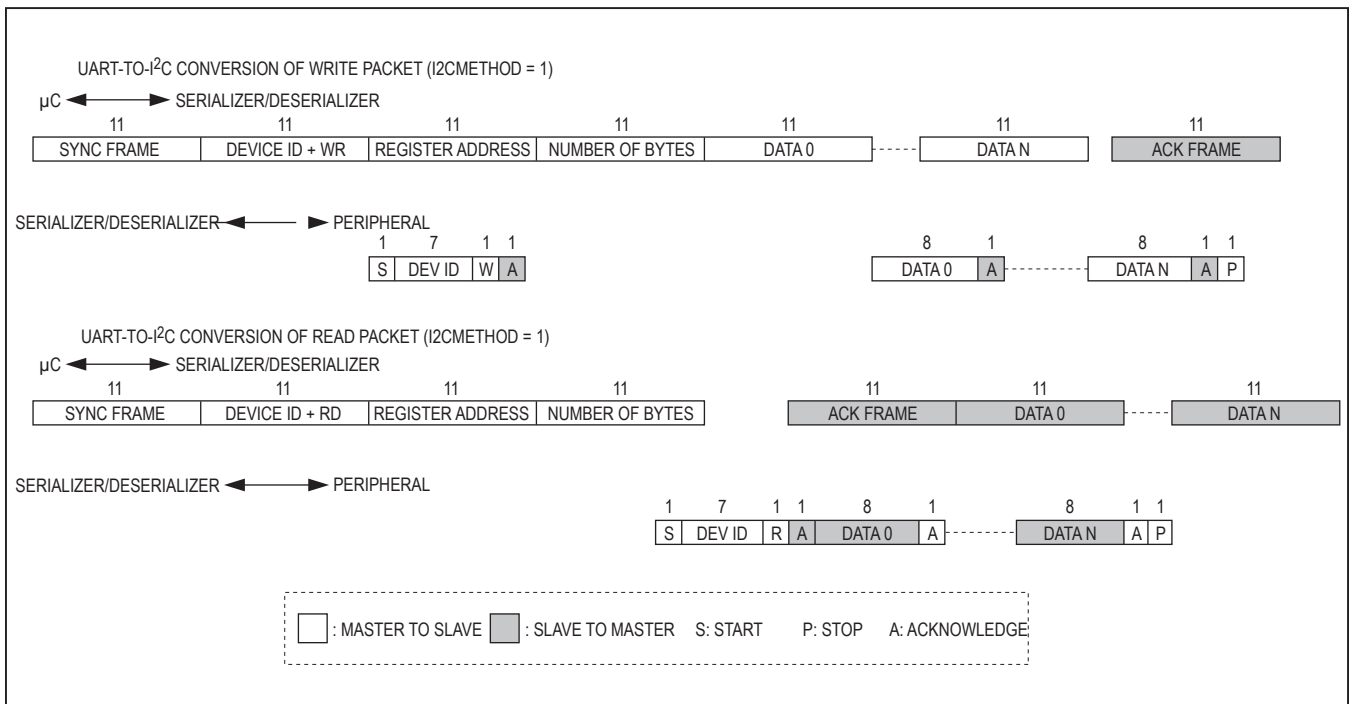 UART-TO-I2C CONVERSION OF WRITE PACKET (I2CMETHOD = 1)
µC SERIALIZER/DESERIALIZER
11 11 11 11 11 11 11
SYNC FRAME DEVICE ID + WR REGISTER ADDRESS NUMBER OF BYTES DATA 0 DATA N ACK FRAME
SERIALIZER/DESERIALIZER PERIPHERAL
1 7 1 1 8 1 8 1 1
S DEV ID W A DATA 0 A DATA N A P
UART-TO-I2C CONVERSION OF READ PACKET (I2CMETHOD = 1)
µC SERIALIZER/DESERIALIZER
11 11 11 11 11 11 11
SYNC FRAME DEVICE ID + RD REGISTER ADDRESS NUMBER OF BYTES ACK FRAME DATA 0 DATA N
SERIALIZER/DESERIALIZER PERIPHERAL
1 7 1 1 8 1 8 1 1
S DEV ID R A DATA 0 A DATA N A P
: MASTER TO SLAVE : SLAVE TO MASTER S: START P: STOP A: ACKNOWLEDGE